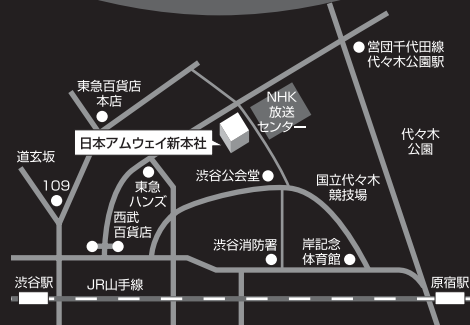 営団千代田線
代々木公園駅
東急百貨店
本店
NHK
放送
センター
日本アムウェイ新本社
代々木
公園
道玄坂
109
東急
ハンズ
渋谷公会堂
国立代々木
競技場
西武
百貨店
渋谷消防署
岸記念
体育館
渋谷駅
JR山手線
原宿駅